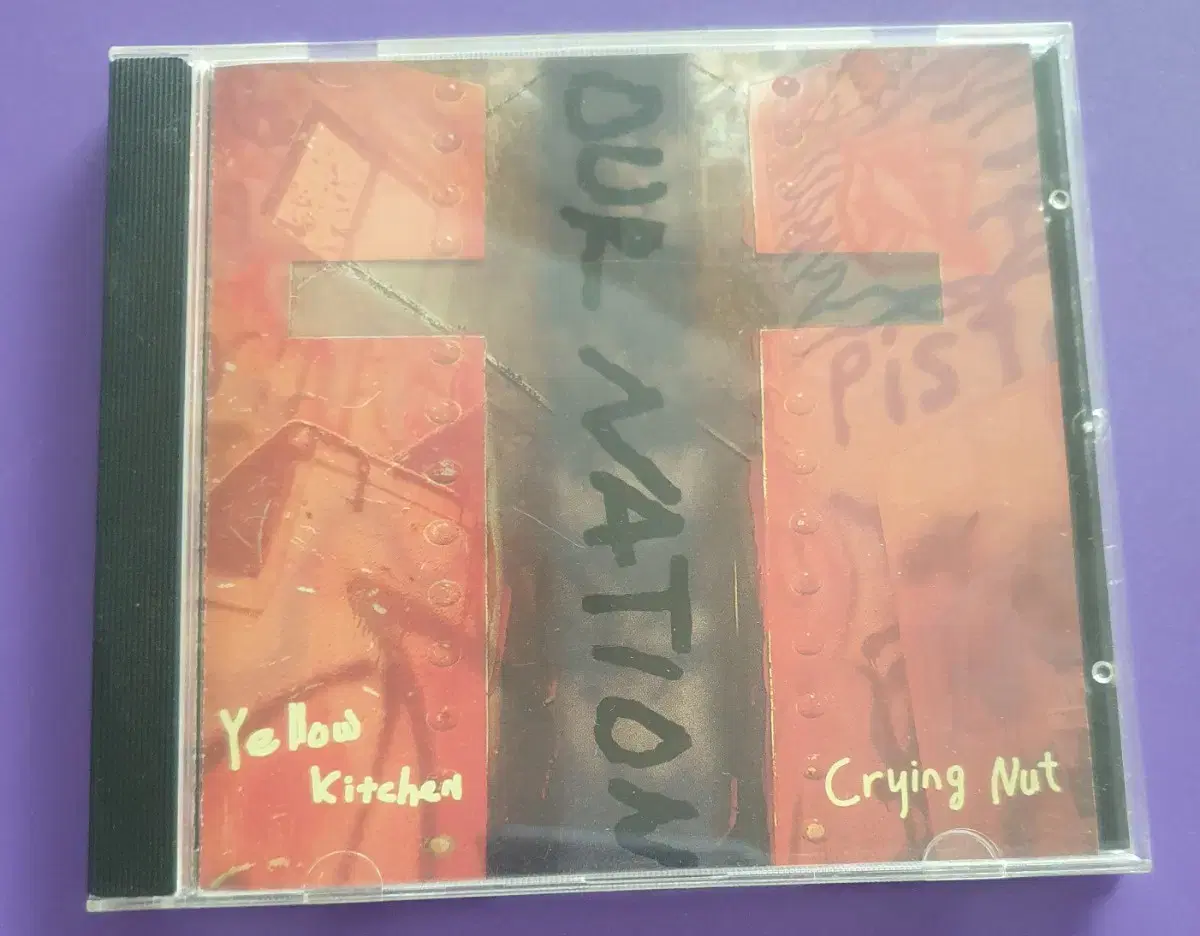 OUR NATION
PIS
Yellow
Kitchen
Crying Nut